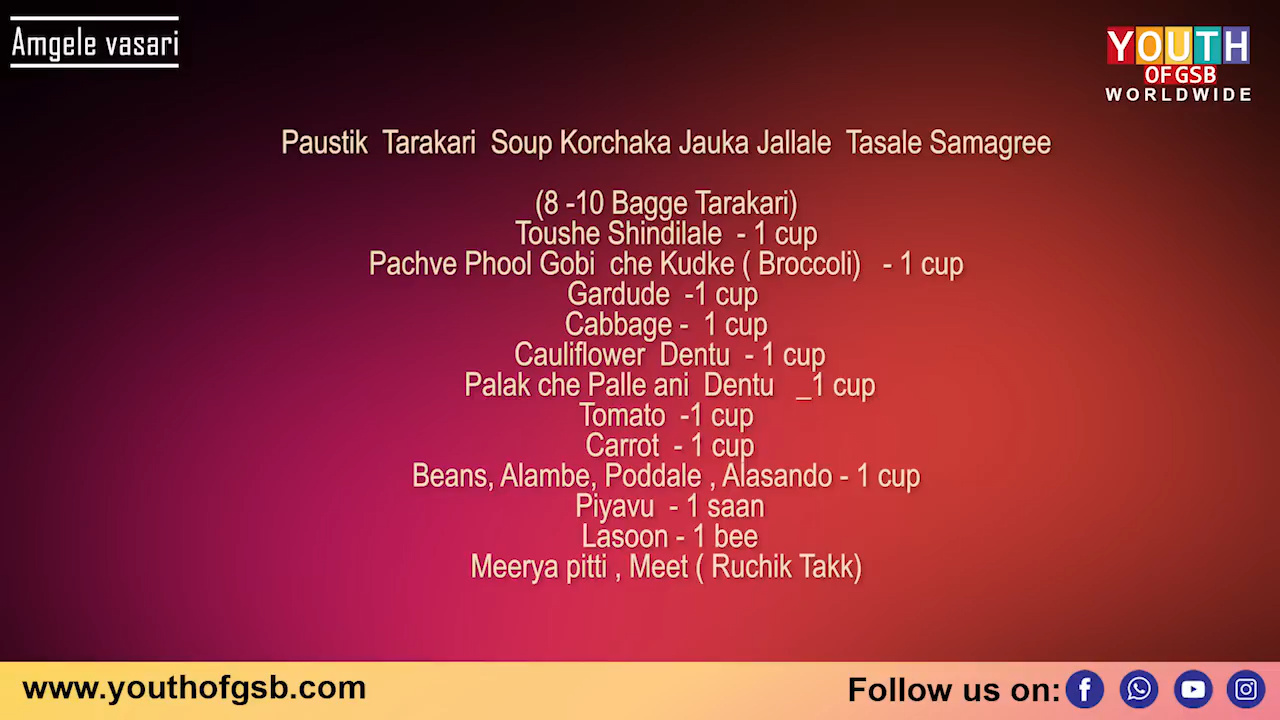 Amgele vasari
YOUTH
OF GSB
WORLDWIDE
Paustik Tarakari Soup Korchaka Jauka Jallale Tasale Samagree
(8 -10 Bagge Tarakari)
Toushe Shindilale - 1 cup
Pachve Phool Gobi che Kudke ( Broccoli) - 1 cup
Gardude -1 cup
Cabbage - 1 cup
Cauliflower Dentu - 1 cup
Palak che Palle ani Dentu _1 cup
Tomato -1 cup
Carrot - 1 cup
Beans, Alambe, Poddale , Alasando - 1 cup
Piyavu - 1 saan
Lasoon - 1 bee
Meerya pitti , Meet ( Ruchik Takk)
www.youthofgsb.com
Follow us on: